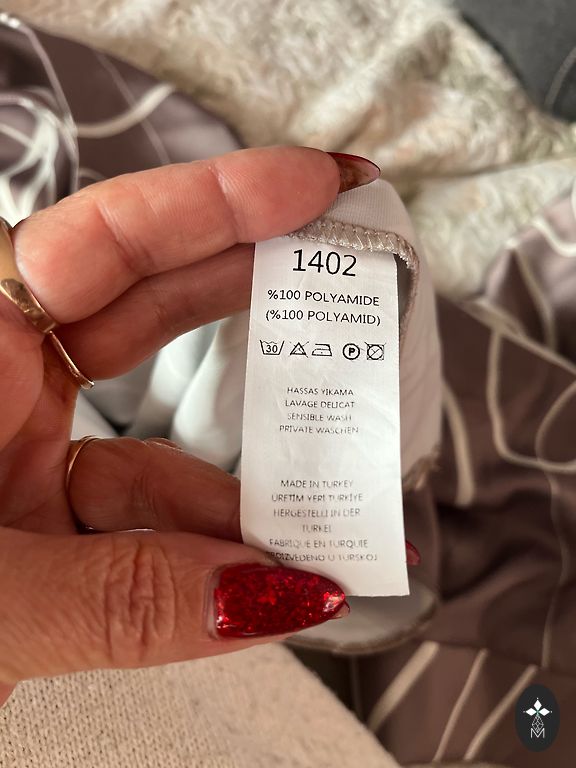 1402
%100 POLYAMIDE
(%100 POLYAMID)
30 P
HASSAS YIKAMA
LAVAGE DELICAT
SENSIBLE WASH
PRIVATE WASCHEN
MADE IN TURKEY
ÜRETİM YERİ TÜRKİYE
HERGESTELLT IN DER
TURKEI
FABRIQUE EN TURQUIE
PROIZVEDENO U TURSKOJ
M